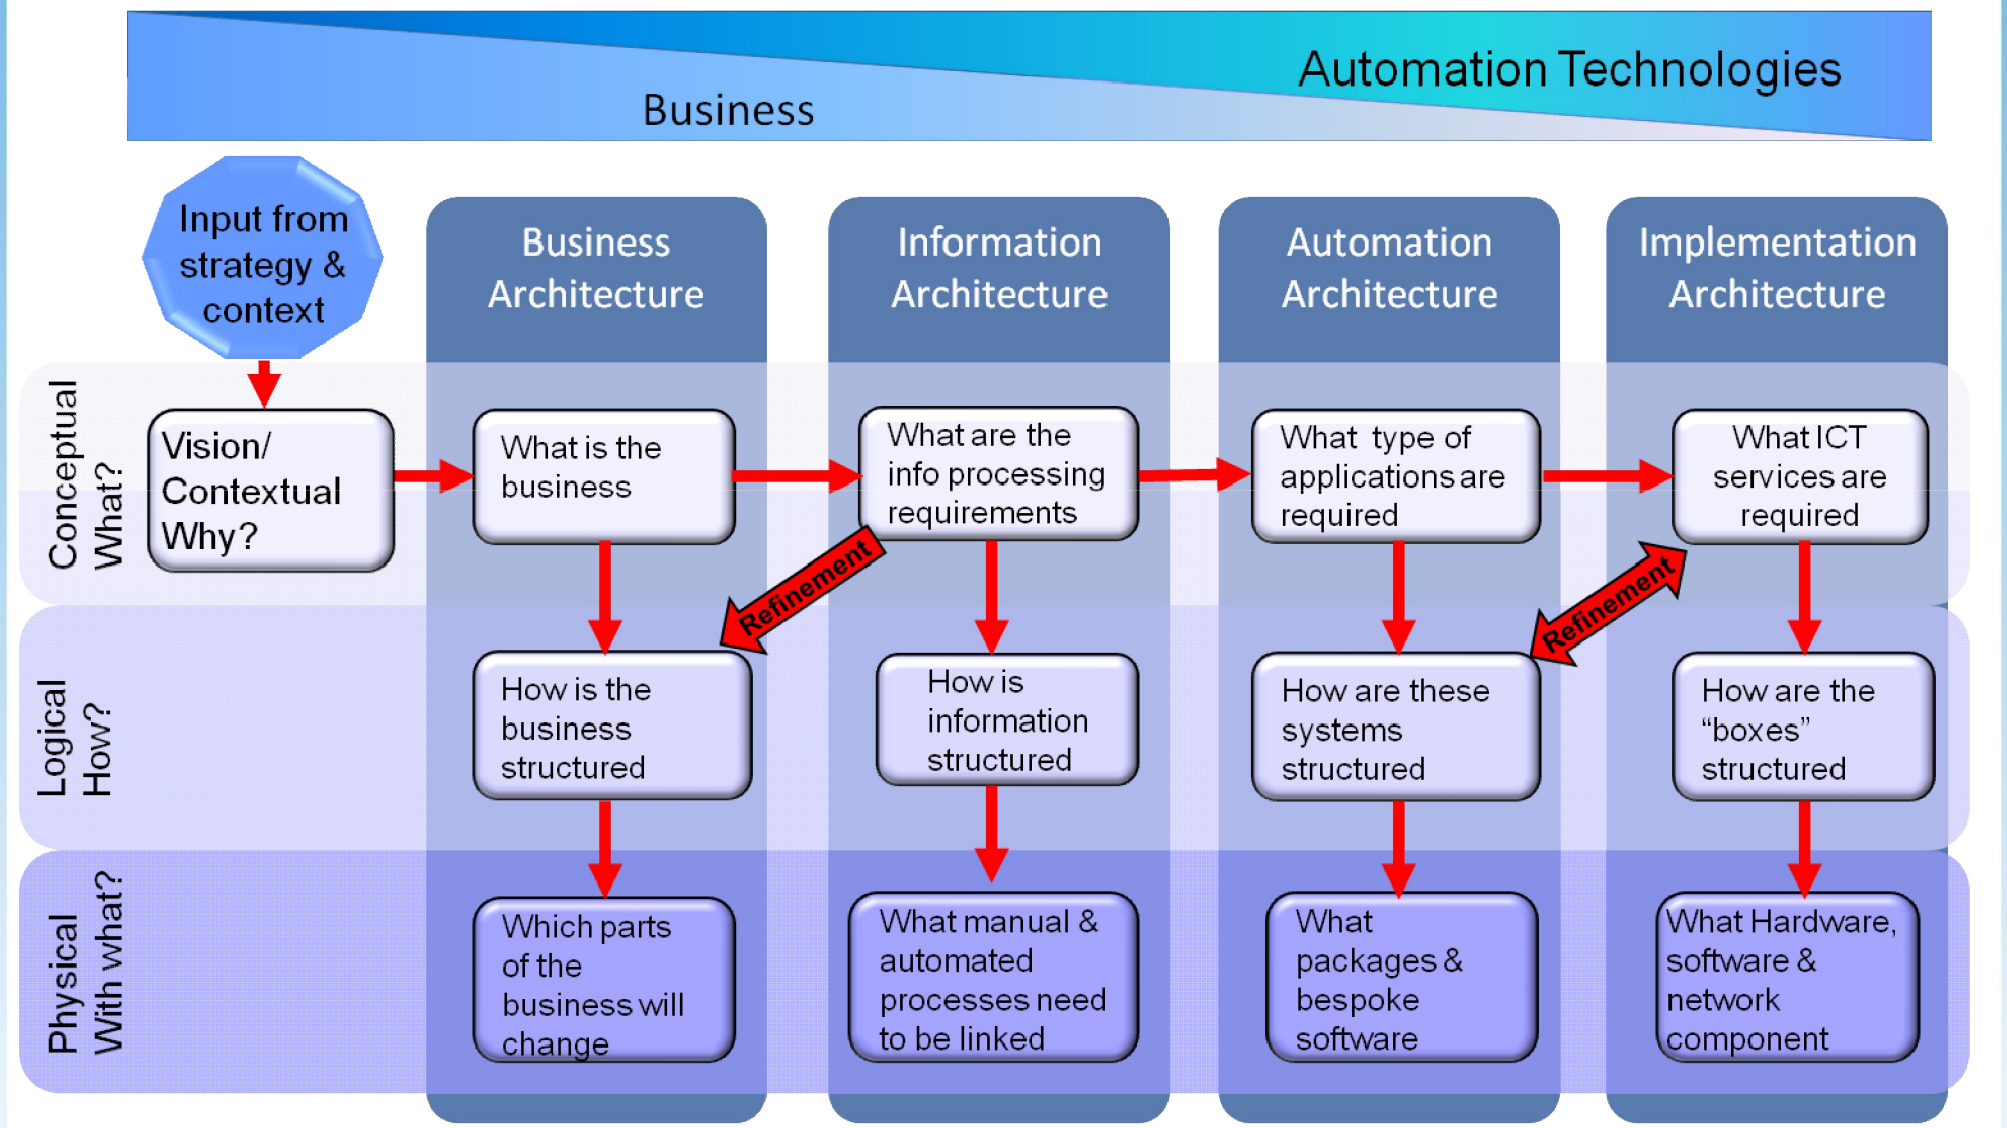 Automation Technologies
Business
Input from
strategy &
context
Business
Architecture
Information
Architecture
Automation
Architecture
Implementation
Architecture
Conceptual
What?
Vision/
Contextual
Why?
What is the
business
What are the
info processing
requirements
What type of
applications are
required
What ICT
services are
required
Refinement
Refinement
Logical
How?
How is the
business
structured
How is
information
structured
How are these
systems
structured
How are the
“boxes”
structured
Physical
With what?
Which parts
of the
business will
change
What manual &
automated
processes need
to be linked
What
packages &
bespoke
software
What Hardware,
software &
network
component